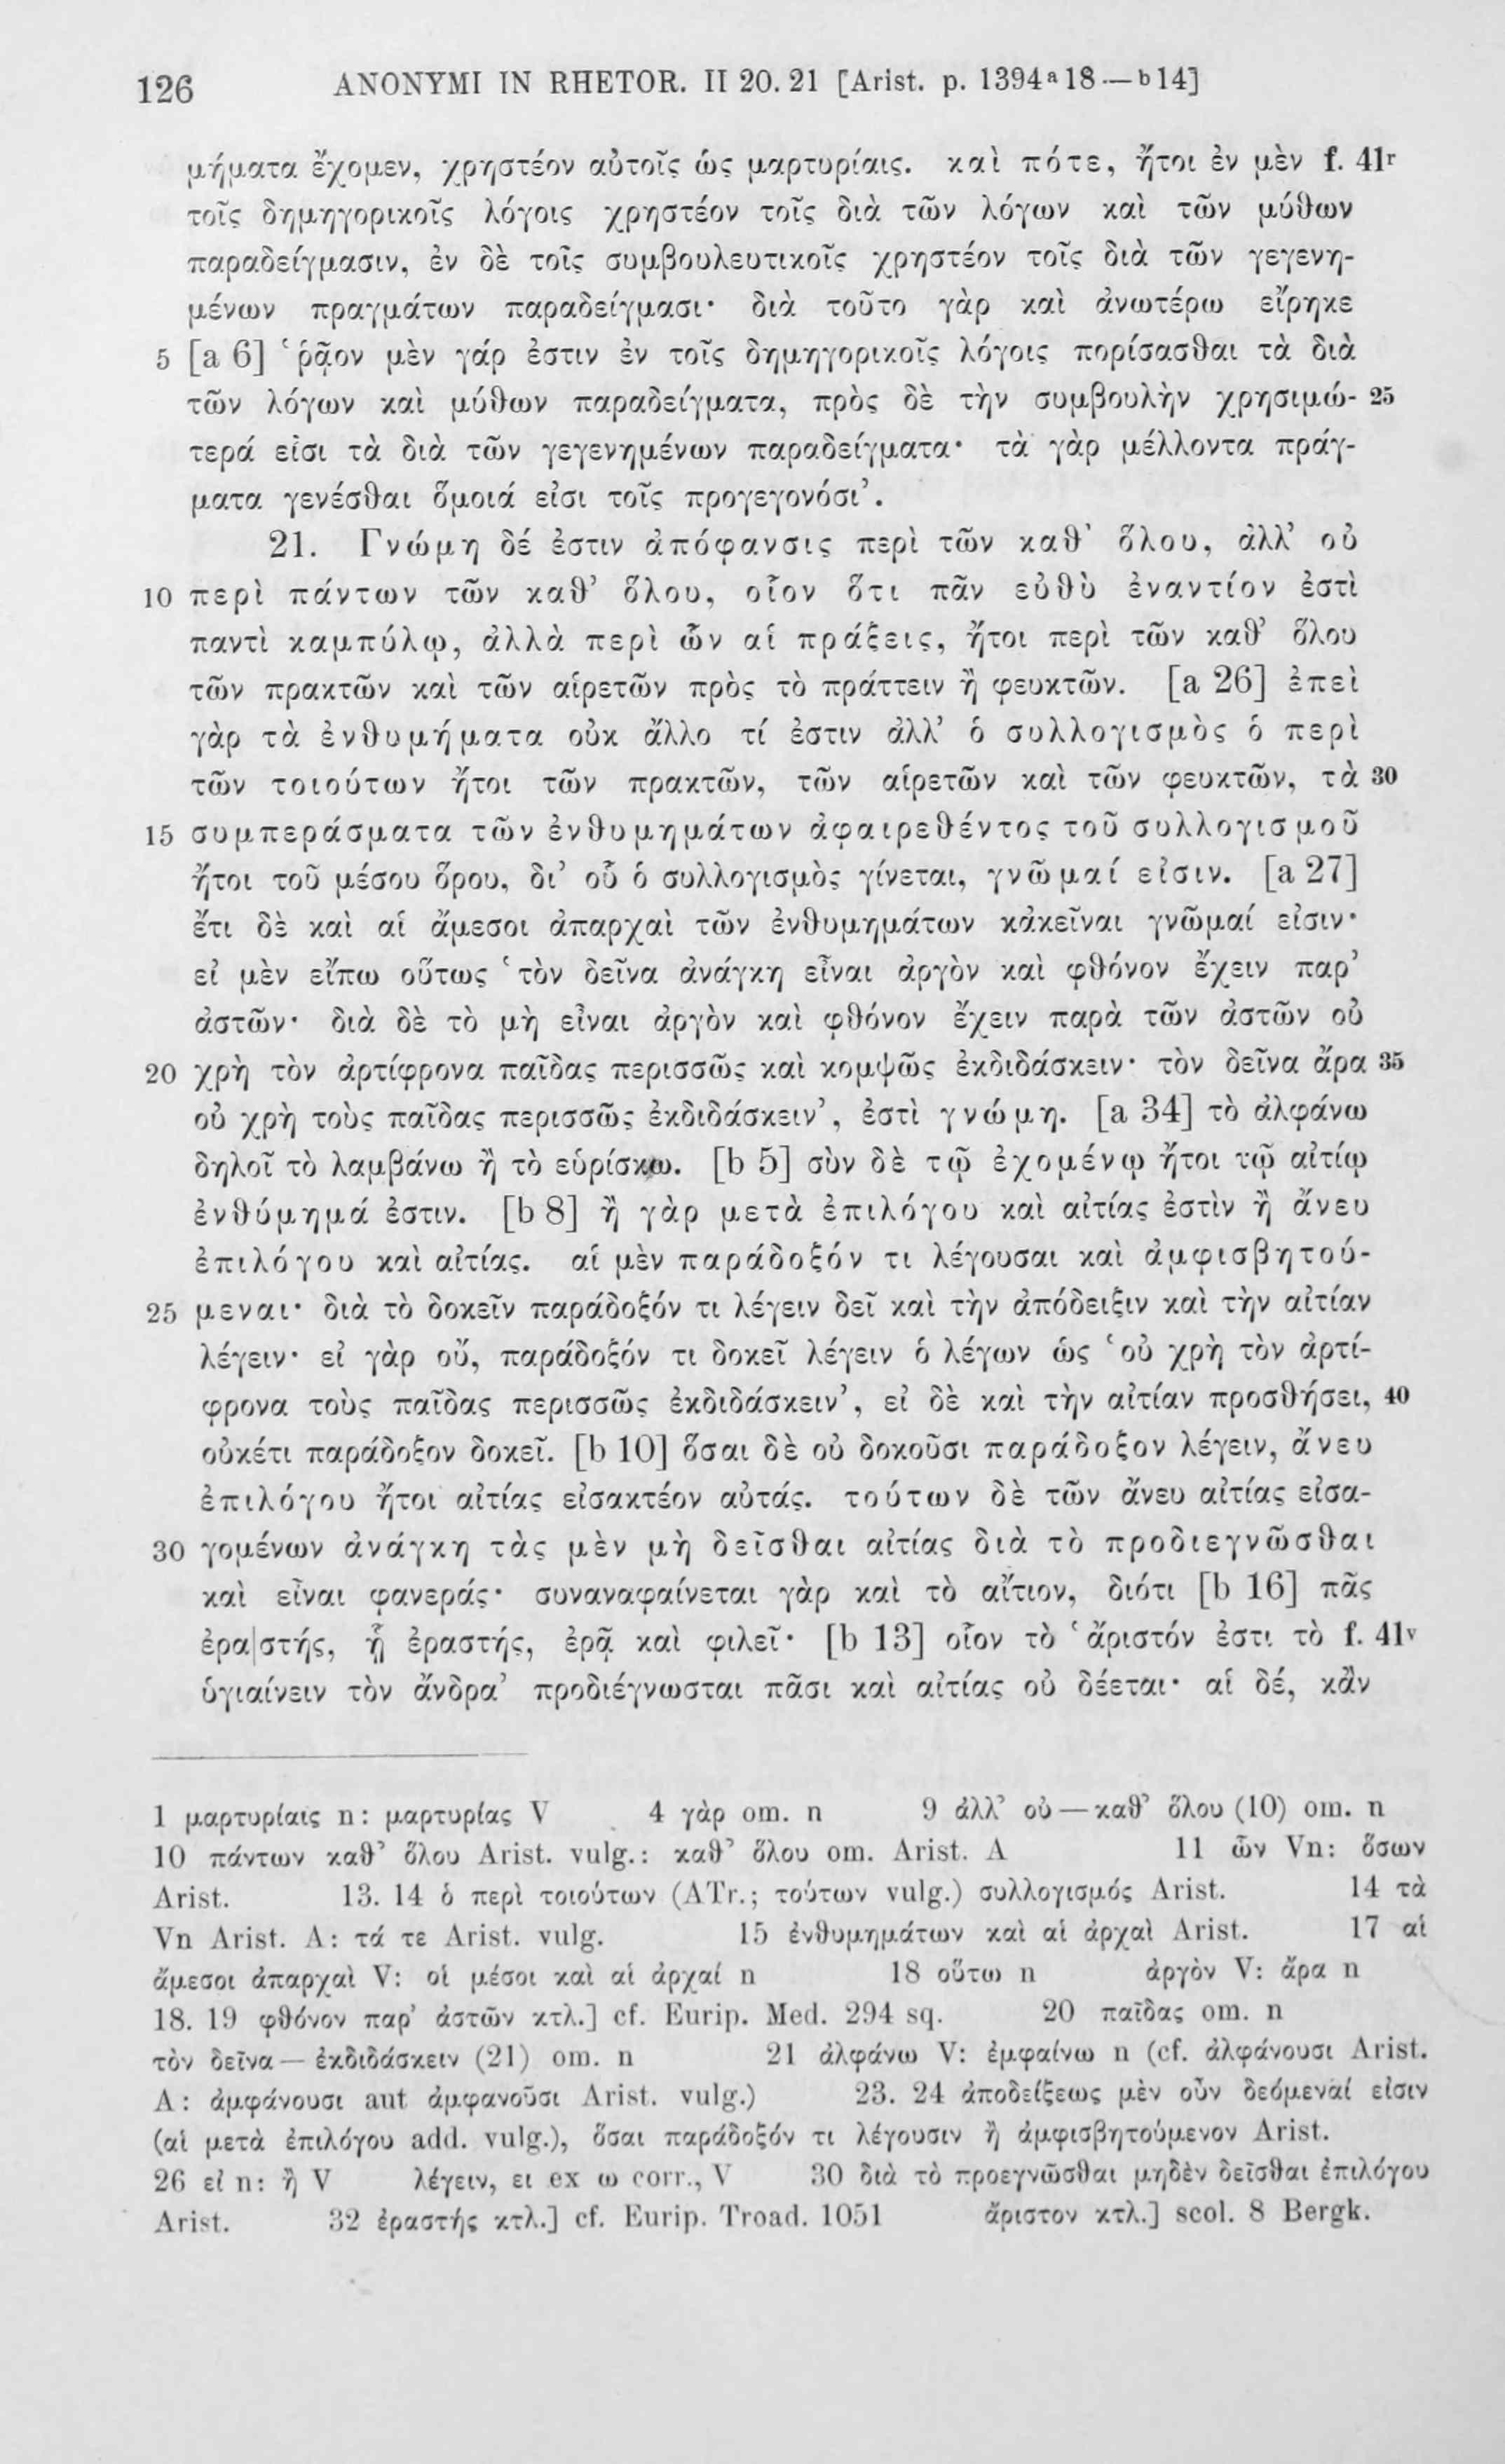 126 ANONYMI IN RHETOR. II 20. 21 [Arist. p. 1394ᵃ18—ᵇ14]
μήματα ἔχομεν, χρηστέον αὐτοῖς ὡς μαρτυρίαις. καὶ πότε, ἤτοι ἐν μὲν f. 41ʳ
τοῖς δημηγορικοῖς λόγοις χρηστέον τοῖς διὰ τῶν λόγων καὶ τῶν μύθων
παραδείγμασιν, ἐν δὲ τοῖς συμβουλευτικοῖς χρηστέον τοῖς διὰ τῶν γεγενη-
μένων πραγμάτων παραδείγμασι· διὰ τοῦτο γὰρ καὶ ἀνωτέρω εἴρηκε
5 [a 6] ‘ῥᾷον μὲν γάρ ἐστιν ἐν τοῖς δημηγορικοῖς λόγοις πορίσασθαι τὰ διὰ
τῶν λόγων καὶ μύθων παραδείγματα, πρὸς δὲ τὴν συμβουλὴν χρησιμώ- 25
τερά εἰσι τὰ διὰ τῶν γεγενημένων παραδείγματα· τὰ γὰρ μέλλοντα πράγ-
ματα γενέσθαι ὅμοιά εἰσι τοῖς προγεγονόσι’.
21. Γνώμη δέ ἐστιν ἀπόφανσις περὶ τῶν καθ’ ὅλου, ἀλλ’ οὐ
10 περὶ πάντων τῶν καθ’ ὅλου, οἷον ὅτι πᾶν εὐθὺ ἐναντίον ἐστὶ
παντὶ καμπύλῳ, ἀλλὰ περὶ ὧν αἱ πράξεις, ἤτοι περὶ τῶν καθ’ ὅλου
τῶν πρακτῶν καὶ τῶν αἱρετῶν πρὸς τὸ πράττειν ἢ φευκτῶν. [a 26] ἐπεὶ
γὰρ τὰ ἐνθυμήματα οὐκ ἄλλο τί ἐστιν ἀλλ’ ὁ συλλογισμὸς ὁ περὶ
τῶν τοιούτων ἤτοι τῶν πρακτῶν, τῶν αἱρετῶν καὶ τῶν φευκτῶν, τὰ 30
15 συμπεράσματα τῶν ἐνθυμημάτων ἀφαιρεθέντος τοῦ συλλογισμοῦ
ἤτοι τοῦ μέσου ὅρου, δι’ οὗ ὁ συλλογισμὸς γίνεται, γνῶμαί εἰσιν. [a 27]
ἔτι δὲ καὶ αἱ ἄμεσοι ἀπαρχαὶ τῶν ἐνθυμημάτων κἀκεῖναι γνῶμαί εἰσιν·
εἰ μὲν εἴπω οὕτως ‘τὸν δεῖνα ἀνάγκη εἶναι ἀργὸν καὶ φθόνον ἔχειν παρ’
ἀστῶν· διὰ δὲ τὸ μὴ εἶναι ἀργὸν καὶ φθόνον ἔχειν παρὰ τῶν ἀστῶν οὐ
20 χρὴ τὸν ἀρτίφρονα παῖδας περισσῶς καὶ κομψῶς ἐκδιδάσκειν· τὸν δεῖνα ἄρα 35
οὐ χρὴ τοὺς παῖδας περισσῶς ἐκδιδάσκειν’, ἐστὶ γνώμη. [a 34] τὸ ἀλφάνω
δηλοῖ τὸ λαμβάνω ἢ τὸ εὑρίσκω. [b 5] σὺν δὲ τῷ ἐχομένῳ ἤτοι τῷ αἰτίῳ
ἐνθύμημά ἐστιν. [b 8] ἢ γὰρ μετὰ ἐπιλόγου καὶ αἰτίας ἐστὶν ἢ ἄνευ
ἐπιλόγου καὶ αἰτίας. αἱ μὲν παράδοξόν τι λέγουσαι καὶ ἀμφισβητού-
25 μεναι· διὰ τὸ δοκεῖν παράδοξόν τι λέγειν δεῖ καὶ τὴν ἀπόδειξιν καὶ τὴν αἰτίαν
λέγειν· εἰ γὰρ οὔ, παράδοξόν τι δοκεῖ λέγειν ὁ λέγων ὡς ‘οὐ χρὴ τὸν ἀρτί-
φρονα τοὺς παῖδας περισσῶς ἐκδιδάσκειν’, εἰ δὲ καὶ τὴν αἰτίαν προσθήσει, 40
οὐκέτι παράδοξον δοκεῖ. [b 10] ὅσαι δὲ οὐ δοκοῦσι παράδοξον λέγειν, ἄνευ
ἐπιλόγου ἤτοι αἰτίας εἰσακτέον αὐτάς. τούτων δὲ τῶν ἄνευ αἰτίας εἰσα-
30 γομένων ἀνάγκη τὰς μὲν μὴ δεῖσθαι αἰτίας διὰ τὸ προδιεγνῶσθαι
καὶ εἶναι φανεράς· συναναφαίνεται γὰρ καὶ τὸ αἴτιον, διότι [b 16] πᾶς
ἐρα|στής, ᾗ ἐραστής, ἐρᾷ καὶ φιλεῖ· [b 13] οἷον τὸ ‘ἄριστόν ἐστι τὸ f. 41ᵛ
ὑγιαίνειν τὸν ἄνδρα’ προδιέγνωσται πᾶσι καὶ αἰτίας οὐ δέεται· αἱ δέ, κἂν
1 μαρτυρίαις n: μαρτυρίας V 4 γὰρ om. n 9 ἀλλ’ οὐ—καθ’ ὅλου (10) om. n
10 πάντων καθ’ ὅλου Arist. vulg.: καθ’ ὅλου om. Arist. A 11 ὧν Vn: ὅσων
Arist. 13. 14 ὁ περὶ τοιούτων (ATr.; τούτων vulg.) συλλογισμός Arist. 14 τὰ
Vn Arist. A: τά τε Arist. vulg. 15 ἐνθυμημάτων καὶ αἱ ἀρχαὶ Arist. 17 αἱ
ἄμεσοι ἀπαρχαὶ V: οἱ μέσοι καὶ αἱ ἀρχαί n 18 οὕτω n ἀργὸν V: ἄρα n
18. 19 φθόνον παρ’ ἀστῶν κτλ.] cf. Eurip. Med. 294 sq. 20 παῖδας om. n
τὸν δεῖνα—ἐκδιδάσκειν (21) om. n 21 ἀλφάνω V: ἐμφαίνω n (cf. ἀλφάνουσι Arist.
A: ἀμφάνουσι aut ἀμφανοῦσι Arist. vulg.) 23. 24 ἀποδείξεως μὲν οὖν δεόμεναί εἰσιν
(αἱ μετὰ ἐπιλόγου add. vulg.), ὅσαι παράδοξόν τι λέγουσιν ἢ ἀμφισβητούμενον Arist.
26 εἰ n: ἢ V λέγειν, ει ex ω corr., V 30 διὰ τὸ προεγνῶσθαι μηδὲν δεῖσθαι ἐπιλόγου
Arist. 32 ἐραστής κτλ.] cf. Eurip. Troad. 1051 ἄριστον κτλ.] scol. 8 Bergk.